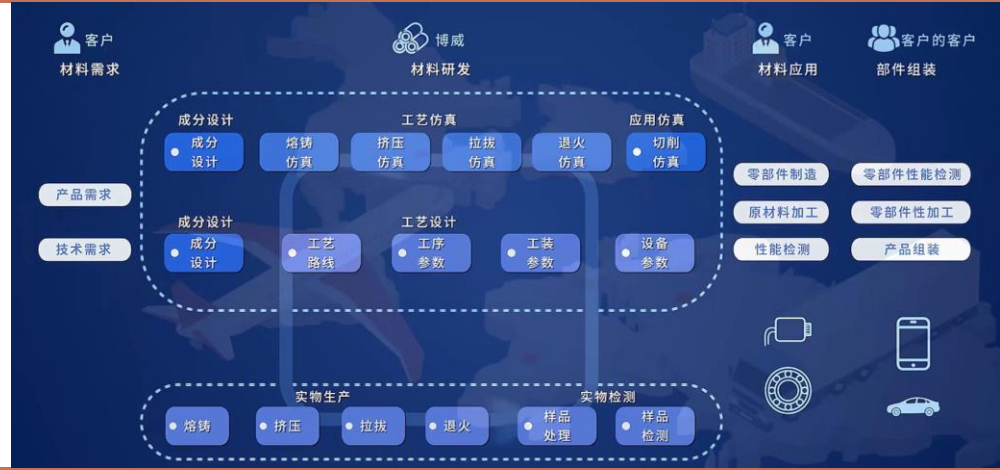 客户
材料需求
博威
材料研发
客户
材料应用
客户的客户
部件组装
成分设计
工艺仿真
应用仿真
成分
设计
熔铸
仿真
挤压
仿真
拉拔
仿真
退火
仿真
切削
仿真
产品需求
技术需求
成分设计
工艺设计
成分
设计
工艺
路线
工序
参数
工装
参数
设备
参数
零部件制造
零部件性能检测
原材料加工
零部件性加工
性能检测
产品组装
实物生产
实物检测
熔铸
挤压
拉拔
退火
样品
处理
样品
检测